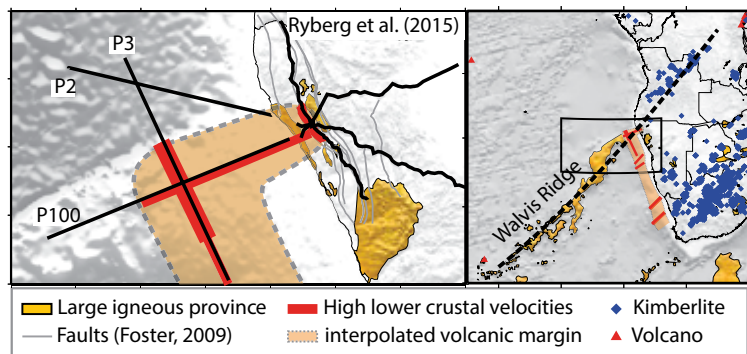 Ryberg et al. (2015)
P3
P2
P100
Walvis Ridge
Large igneous province
High lower crustal velocities
Kimberlite
Faults (Foster, 2009)
interpolated volcanic margin
Volcano